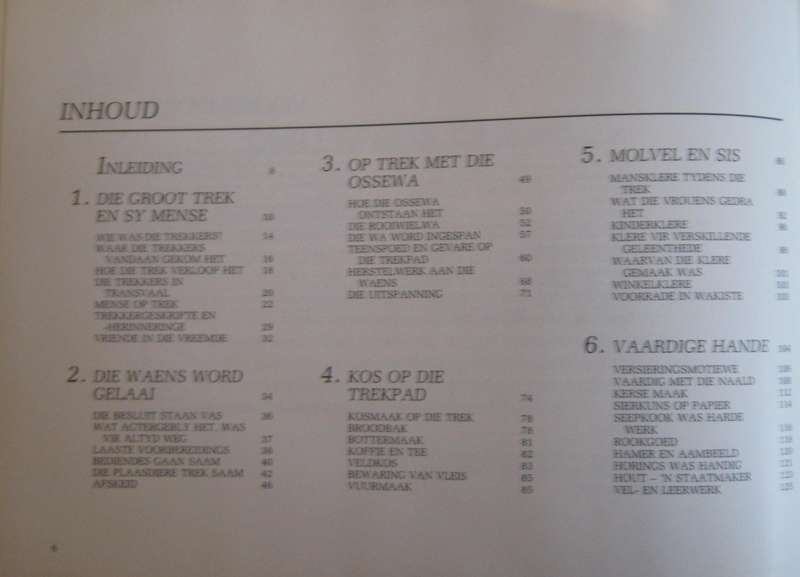 INHOUD
INLEIDING
1. DIE GROOT TREK
EN SY MENSE 10
WIE WAS DIE TREKKERS? 14
WAAR DIE TREKKERS
VANDAAN GEKOM HET 16
HOE DIE TREK VERLOOP HET 18
DIE TREKKERS IN
TRANSVAAL 20
MENSE OP TREK 22
TREKKERGESKRIFTE EN
-HERINNERINGE 29
VRIENDE IN DIE VREEMDE 32
2. DIE WAENS WORD
GELAAI 34
DIE BESLUIT STAAN VAS 36
WAT AGTERGEBLY HET, WAS
VIR ALTYD WEG 37
LAASTE VOORBEREIDINGS
BEDIENDES GAAN SAAM 40
DIE PLAASDIERE TREK SAAM 42
AFSKEID 46
3. OP TREK MET DIE
OSSEWA 49
HOE DIE OSSEWA
ONTSTAAN HET 50
DIE ROOIWIELWA 52
DIE WA WORD INGESPAN 57
TEENSPOED EN GEVARE OP
DIE TREKPAD 60
HERSTELWERK AAN DIE
WAENS 68
DIE UITSPANNING 71
4. KOS OP DIE
TREKPAD 74
KOSMAAK OP DIE TREK 78
BROODBAK 78
BOTTERMAAK 81
KOFFIE EN TEE 82
VELDKOS 83
BEWARING VAN VLEIS 85
VUURMAAK 85
5. MOLVEL EN SIS
MANSKLERE TYDENS DIE
TREK
WAT DIE VROUENS GEDRA
HET
KINDERKLERE
KLERE VIR VERSKILLENDE
GELEENTHEDE
WAARVAN DIE KLERE
GEMAAK WAS 101
WINKELKLERE
VOORRADE IN WAKISTE
6. VAARDIGE HANDE 104
VERSIERINGSMOTIEWE
VAARDIG MET DIE NAALD
KERSE MAAK 112
SIERKUNS OP PAPIER 114
SEEPKOOK WAS HARDE
WERK
ROOKGOED
HAMER EN AAMBEELD
HORINGS WAS HANDIG
HOUT – 'N STAATMAKER
VEL- EN LEERWERK
6